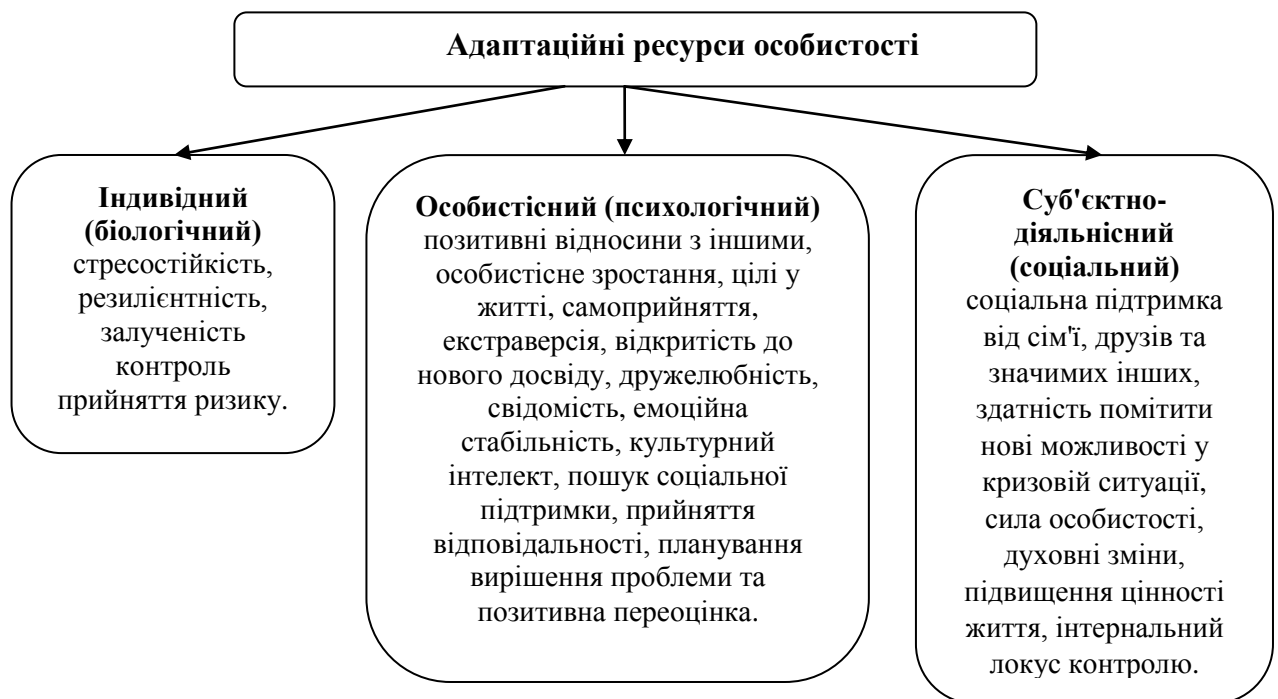 Адаптаційні ресурси особистості
Індивідний
(біологічний)
стресостійкість,
резилієнтність,
залученість
контроль
прийняття ризику.
Особистісний (психологічний)
позитивні відносини з іншими,
особистісне зростання, цілі у
житті, самоприйняття,
екстраверсія, відкритість до
нового досвіду, дружелюбність,
свідомість, емоційна
стабільність, культурний
інтелект, пошук соціальної
підтримки, прийняття
відповідальності, планування
вирішення проблеми та
позитивна переоцінка.
Суб'єктно-
діяльнісний
(соціальний)
соціальна підтримка
від сім'ї, друзів та
значимих інших,
здатність помітити
нові можливості у
кризовій ситуації,
сила особистості,
духовні зміни,
підвищення цінності
життя, інтернальний
локус контролю.